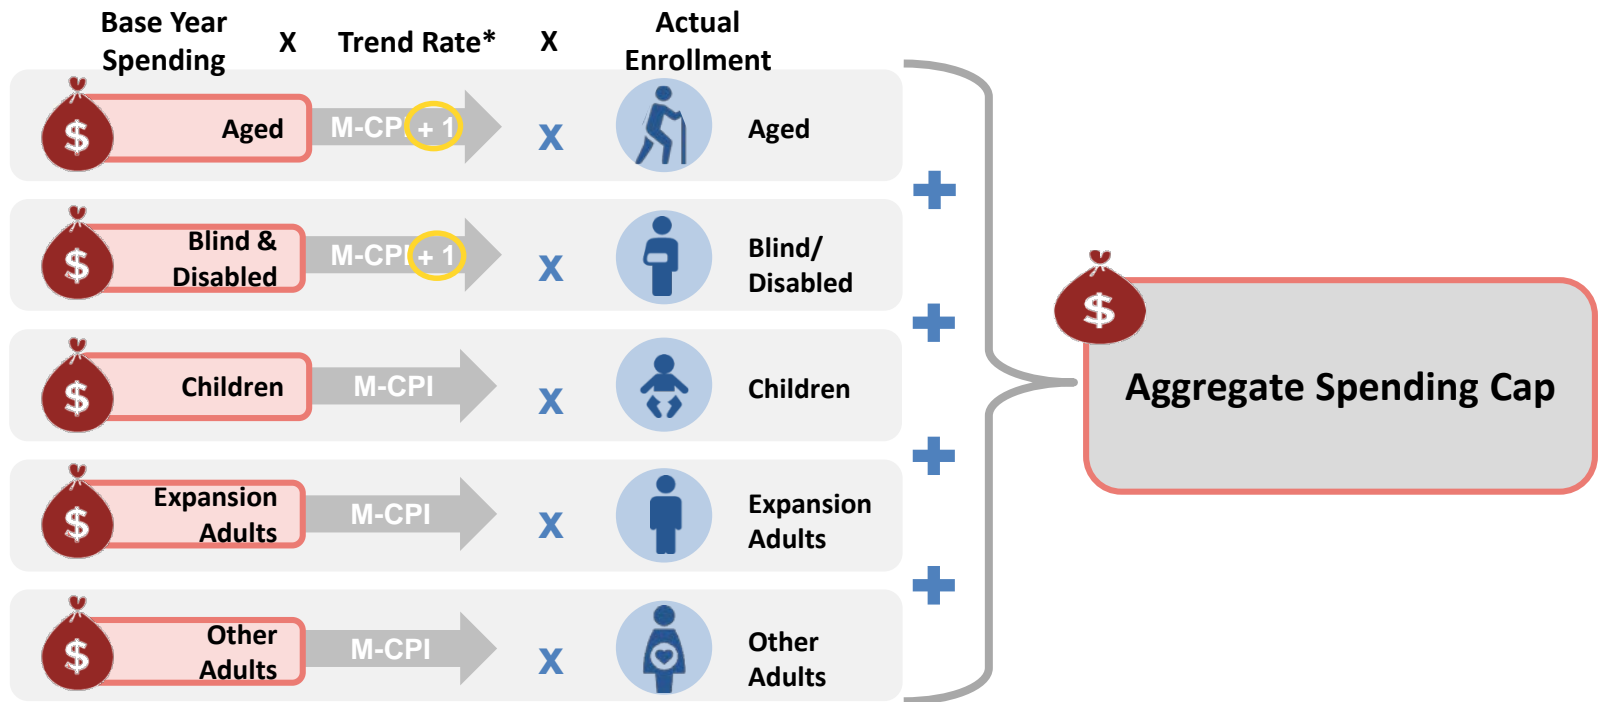 Base Year
Spending
X
Trend Rate*
X
Actual
Enrollment
$
Aged
M-CPI + 1
X
Aged
$
Blind &
Disabled
M-CPI + 1
X
Blind/
Disabled
$
Children
M-CPI
X
Children
$
Expansion
Adults
M-CPI
X
Expansion
Adults
$
Other
Adults
M-CPI
X
Other
Adults
+
+
+
+
$
Aggregate Spending Cap